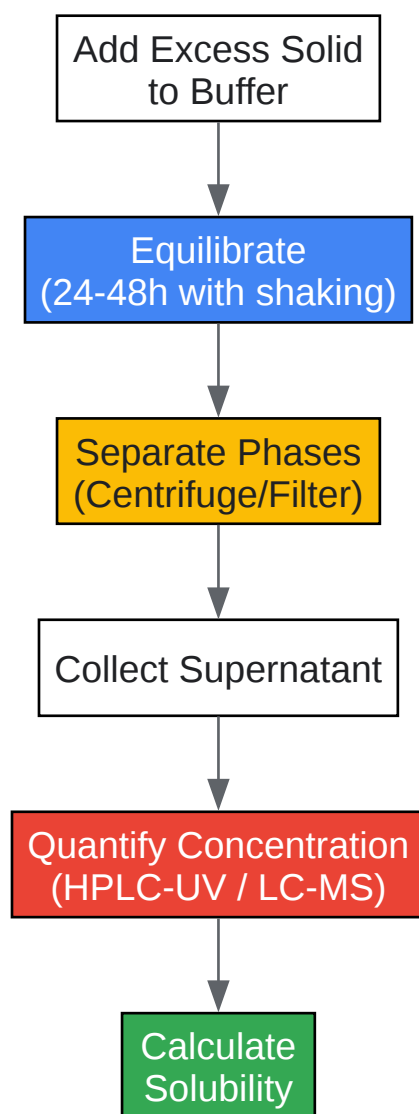 Add Excess Solid
to Buffer
Equilibrate
(24-48h with shaking)
Separate Phases
(Centrifuge/Filter)
Collect Supernatant
Quantify Concentration
(HPLC-UV / LC-MS)
Calculate
Solubility